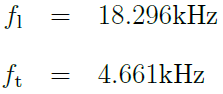 f_l = 18.296kHz
f_t = 4.661kHz